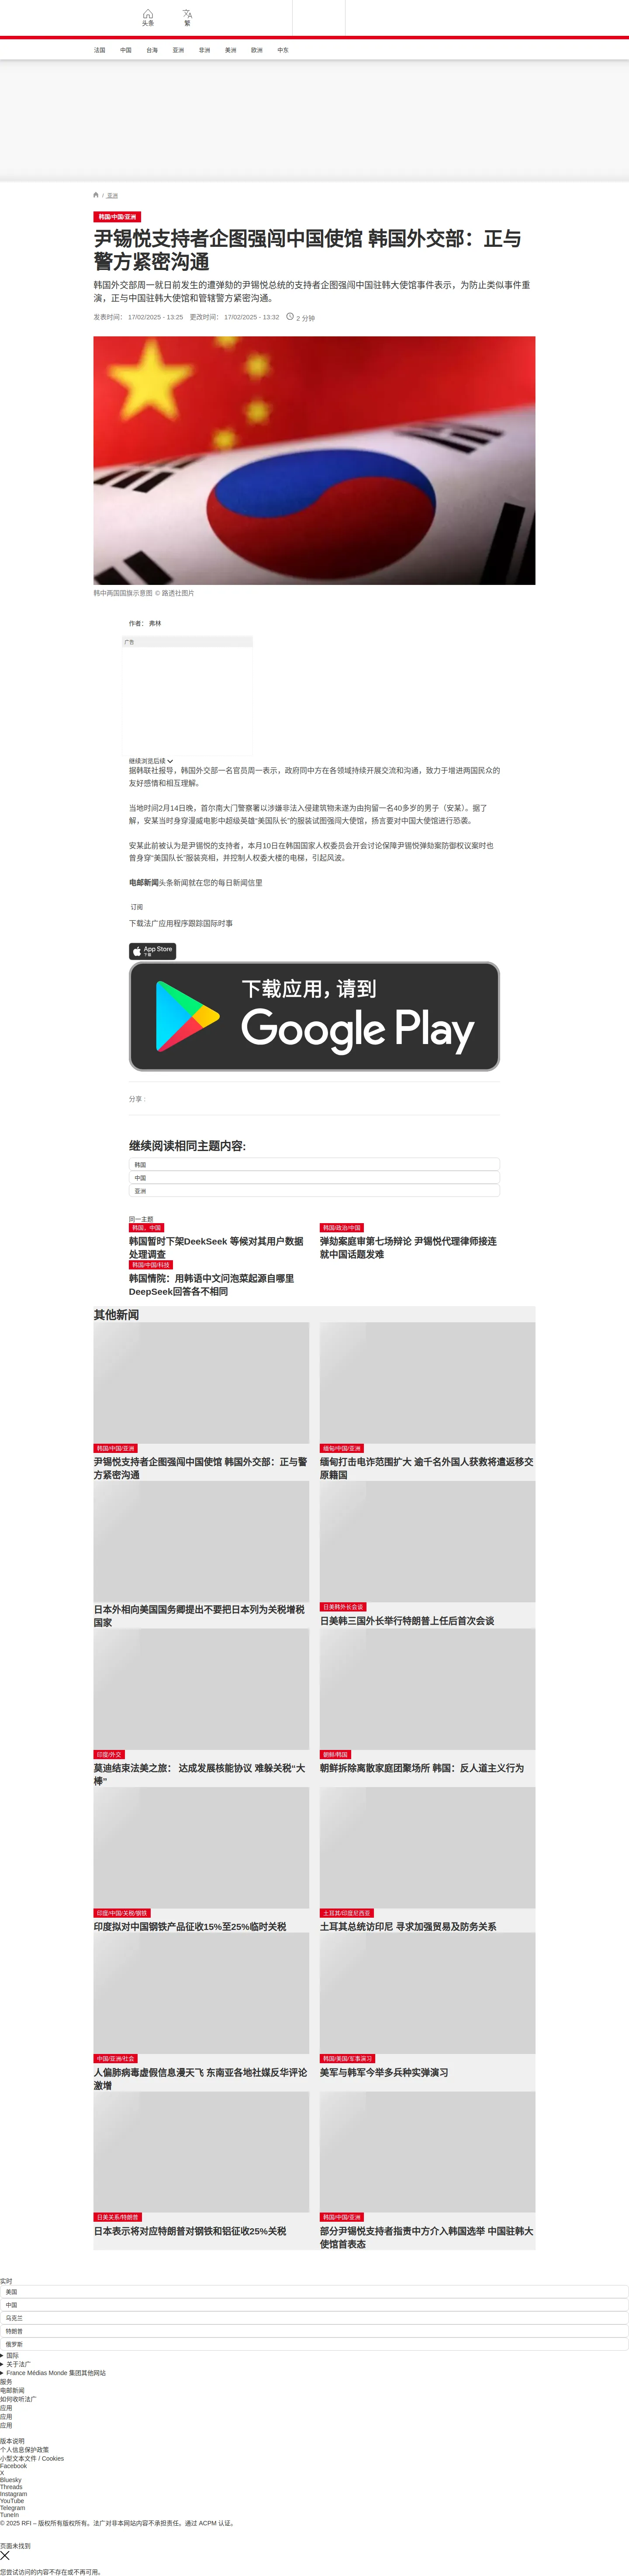 头条
繁
法国 中国 台海 亚洲 非洲 美洲 欧洲 中东
/ 亚洲
韩国/中国/亚洲
尹锡悦支持者企图强闯中国使馆 韩国外交部：正与
警方紧密沟通
韩国外交部周一就日前发生的遭弹劾的尹锡悦总统的支持者企图强闯中国驻韩大使馆事件表示，为防止类似事件重
演，正与中国驻韩大使馆和管辖警方紧密沟通。
发表时间： 17/02/2025 - 13:25 更改时间： 17/02/2025 - 13:32 2 分钟
韩中两国国旗示意图 © 路透社图片
作者： 弗林
广告
继续浏览后续
据韩联社报导，韩国外交部一名官员周一表示，政府同中方在各领域持续开展交流和沟通，致力于增进两国民众的
友好感情和相互理解。
当地时间2月14日晚，首尔南大门警察署以涉嫌非法入侵建筑物未遂为由拘留一名40多岁的男子（安某）。据了
解，安某当时身穿漫威电影中超级英雄“美国队长”的服装试图强闯大使馆，扬言要对中国大使馆进行恐袭。
安某此前被认为是尹锡悦的支持者，本月10日在韩国国家人权委员会开会讨论保障尹锡悦弹劾案防御权议案时也
曾身穿“美国队长”服装亮相，并控制人权委大楼的电梯，引起风波。
电邮新闻头条新闻就在您的每日新闻信里
订阅
下载法广应用程序跟踪国际时事
App Store
下载
下载应用，请到
Google Play
分享 :
继续阅读相同主题内容:
韩国
中国
亚洲
同一主题
韩国、中国
韩国暂时下架DeekSeek 等候对其用户数据
处理调查
韩国/政治/中国
弹劾案庭审第七场辩论 尹锡悦代理律师接连
就中国话题发难
韩国/中国/科技
韩国情院：用韩语中文问泡菜起源自哪里
DeepSeek回答各不相同
其他新闻
韩国/中国/亚洲
尹锡悦支持者企图强闯中国使馆 韩国外交部：正与警
方紧密沟通
缅甸/中国/亚洲
缅甸打击电诈范围扩大 逾千名外国人获救将遣返移交
原籍国
日本外相向美国国务卿提出不要把日本列为关税增税
国家
日美韩外长会谈
日美韩三国外长举行特朗普上任后首次会谈
印度/外交
莫迪结束法美之旅： 达成发展核能协议 难躲关税“大
棒”
朝鲜/韩国
朝鲜拆除离散家庭团聚场所 韩国：反人道主义行为
印度/中国/关税/钢铁
印度拟对中国钢铁产品征收15%至25%临时关税
土耳其/印度尼西亚
土耳其总统访印尼 寻求加强贸易及防务关系
中国/亚洲/社会
人偏肺病毒虚假信息漫天飞 东南亚各地社媒反华评论
激增
韩国/美国/军事演习
美军与韩军今举多兵种实弹演习
日美关系/特朗普
日本表示将对应特朗普对钢铁和铝征收25%关税
韩国/中国/亚洲
部分尹锡悦支持者指责中方介入韩国选举 中国驻韩大
使馆首表态
实时
美国
中国
乌克兰
特朗普
俄罗斯
国际
关于法广
France Médias Monde 集团其他网站
服务
电邮新闻
如何收听法广
应用
应用
应用
版本说明
个人信息保护政策
小型文本文件 / Cookies
Facebook
X
Bluesky
Threads
Instagram
YouTube
Telegram
TuneIn
© 2025 RFI – 版权所有版权所有。法广对非本网站内容不承担责任。通过 ACPM 认证。
页面未找到
您尝试访问的内容不存在或不再可用。